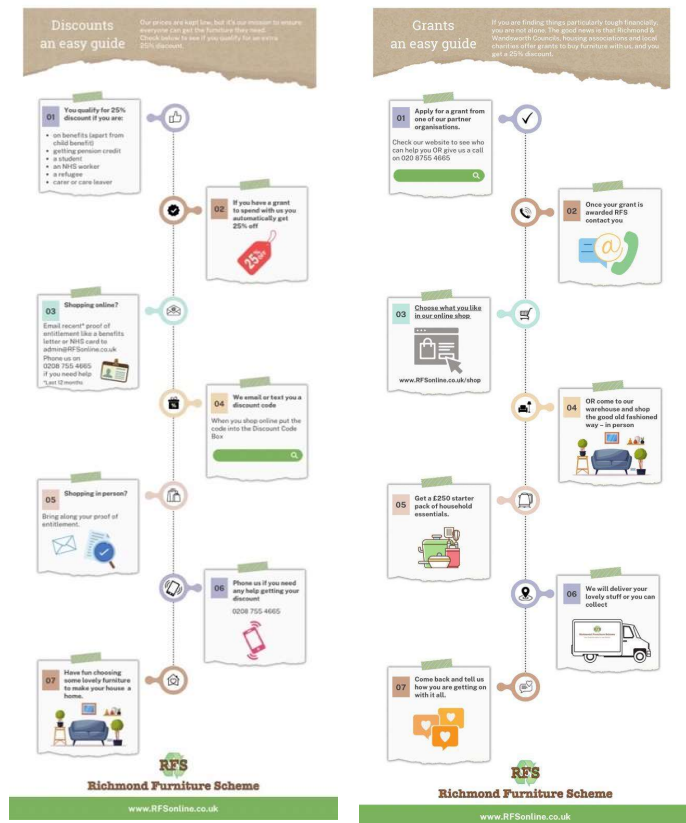 Discounts
an easy guide
Our prices are kept low, but it's our mission to ensure
everyone can get the furniture they need.
Check below to see if you qualify for an extra
25% discount
01
You qualify for 25%
discount if you are:
• on benefits (apart from
child benefit)
• getting pension credit
• a student
• an NHS worker
• a refugee
• carer or care leaver
02
If you have a grant
to spend with us you
automatically get
25% off
25% OFF
03
Shopping online?
Email recent* proof of
entitlement like a benefits
letter or NHS card to
admin@RFSonline.co.uk
Phone us on
0208 755 4665
if you need help
*Last 12 months
04
We email or text you a
discount code
When you shop online put the
code into the Discount Code
Box
05
Shopping in person?
Bring along your proof of
entitlement.
06
Phone us if you need
any help getting your
discount
0208 755 4665
07
Have fun choosing
some lovely furniture
to make your house a
home.
RFS
Richmond Furniture Scheme
www.RFSonline.co.uk
Grants
an easy guide
If you are finding things particularly tough financially,
you are not alone. The good news is that Richmond &
Wandsworth Councils, housing associations and local
charities offer grants to buy furniture with us, and you
get a 25% discount.
01
Apply for a grant from
one of our partner
organisations.
Check our website to see who
can help you OR give us a call
on 020 8755 4665
02
Once your grant is
awarded RFS
contact you
03
Choose what you like
in our online shop
www.RFSonline.co.uk/shop
04
OR come to our
warehouse and shop
the good old fashioned
way – in person
05
Get a £250 starter
pack of household
essentials.
06
We will deliver your
lovely stuff or you can
collect
Richmond Furniture Scheme
07
Come back and tell us
how you are getting on
with it all.
RFS
Richmond Furniture Scheme
www.RFSonline.co.uk